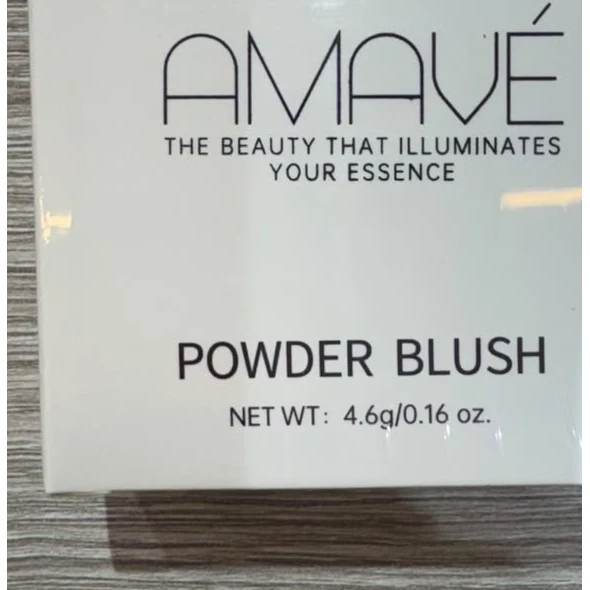 AMAVÉ
THE BEAUTY THAT ILLUMINATES
YOUR ESSENCE
POWDER BLUSH
NET WT: 4.6g/0.16 oz.